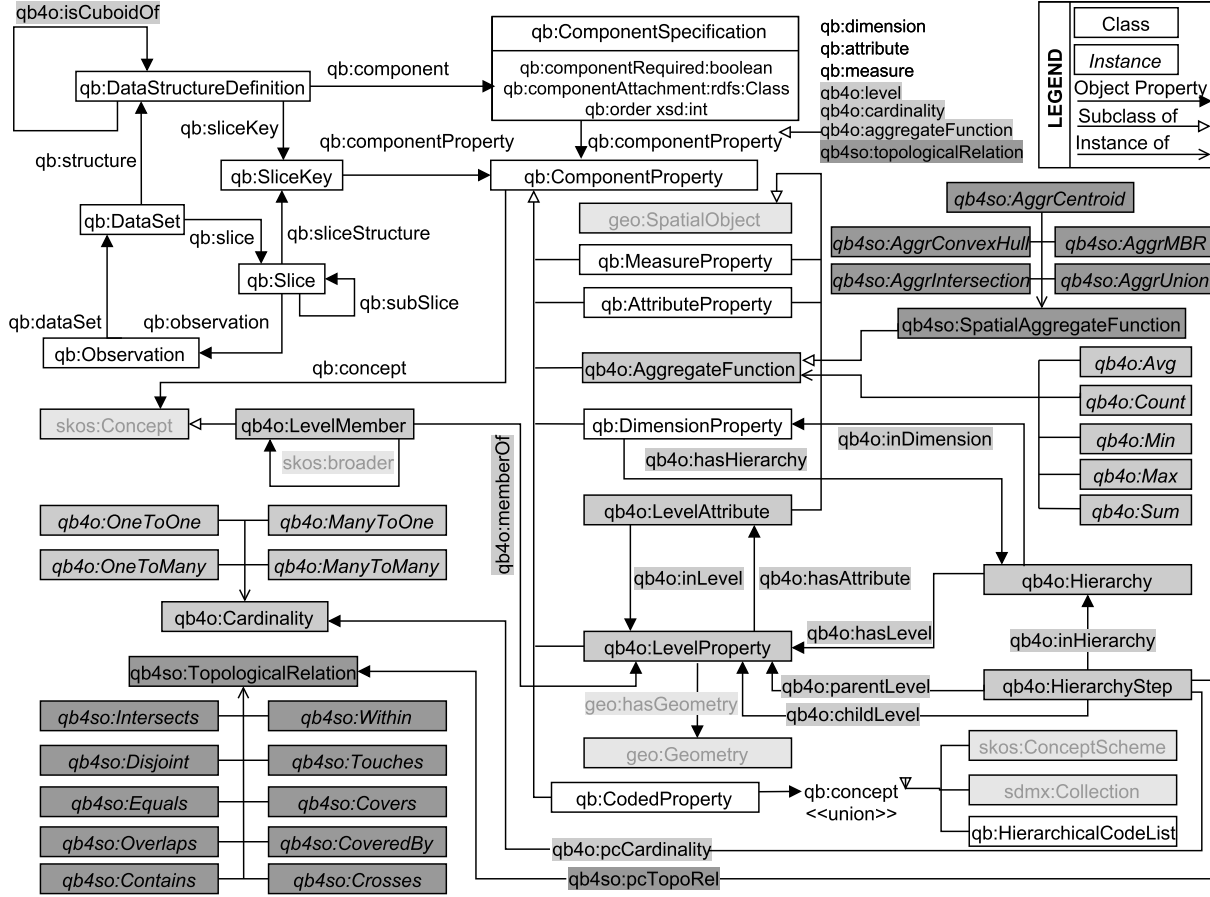 qb4o:isCuboidOf
qb:DataStructureDefinition
qb:component
qb:ComponentSpecification
qb:componentRequired:boolean
qb:componentAttachment:rdfs:Class
qb:order xsd:int
qb:dimension
qb:attribute
qb:measure
qb4o:level
qb4o:cardinality
qb4o:aggregateFunction
qb4so:topologicalRelation
LEGEND
Class
Instance
Object Property
Subclass of
Instance of
qb:structure
qb:sliceKey
qb:componentProperty
qb:componentProperty
qb:SliceKey
qb:ComponentProperty
qb:DataSet
qb:slice
qb:sliceStructure
qb:Slice
qb:subSlice
qb:dataSet
qb:observation
qb:Observation
qb:concept
geo:SpatialObject
qb:MeasureProperty
qb:AttributeProperty
qb4so:AggrCentroid
qb4so:AggrConvexHull
qb4so:AggrMBR
qb4so:AggrIntersection
qb4so:AggrUnion
qb4so:SpatialAggregateFunction
qb4o:AggregateFunction
qb4o:Avg
qb4o:Count
qb4o:Min
qb4o:Max
qb4o:Sum
skos:Concept
qb4o:LevelMember
skos:broader
qb4o:memberOf
qb:DimensionProperty
qb4o:inDimension
qb4o:hasHierarchy
qb4o:OneToOne
qb4o:ManyToOne
qb4o:OneToMany
qb4o:ManyToMany
qb4o:Cardinality
qb4o:LevelAttribute
qb4o:inLevel
qb4o:hasAttribute
qb4o:Hierarchy
qb4o:hasLevel
qb4o:inHierarchy
qb4o:LevelProperty
qb4o:parentLevel
qb4o:HierarchyStep
qb4o:childLevel
geo:hasGeometry
geo:Geometry
qb4so:TopologicalRelation
qb4so:Intersects
qb4so:Within
qb4so:Disjoint
qb4so:Touches
qb4so:Equals
qb4so:Covers
qb4so:Overlaps
qb4so:CoveredBy
qb4so:Contains
qb4so:Crosses
skos:ConceptScheme
sdmx:Collection
qb:HierarchicalCodeList
qb:CodedProperty
qb:concept
<<union>>
qb4o:pcCardinality
qb4so:pcTopoRel